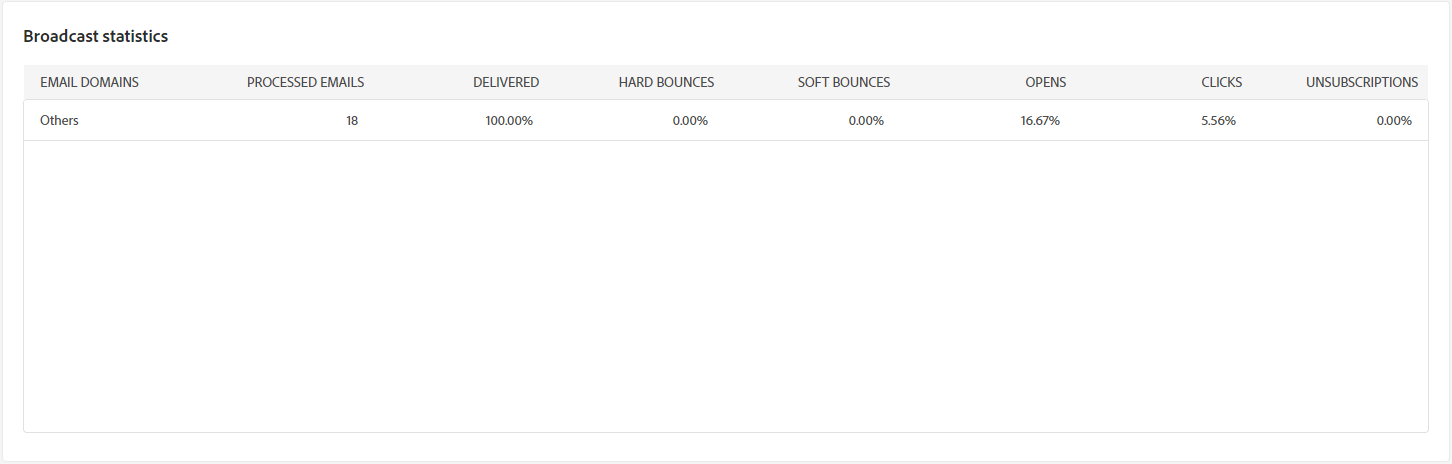 Broadcast statistics
EMAIL DOMAINS PROCESSED EMAILS DELIVERED HARD BOUNCES SOFT BOUNCES OPENS CLICKS UNSUBSCRIPTIONS
Others 18 100.00% 0.00% 0.00% 16.67% 5.56% 0.00%